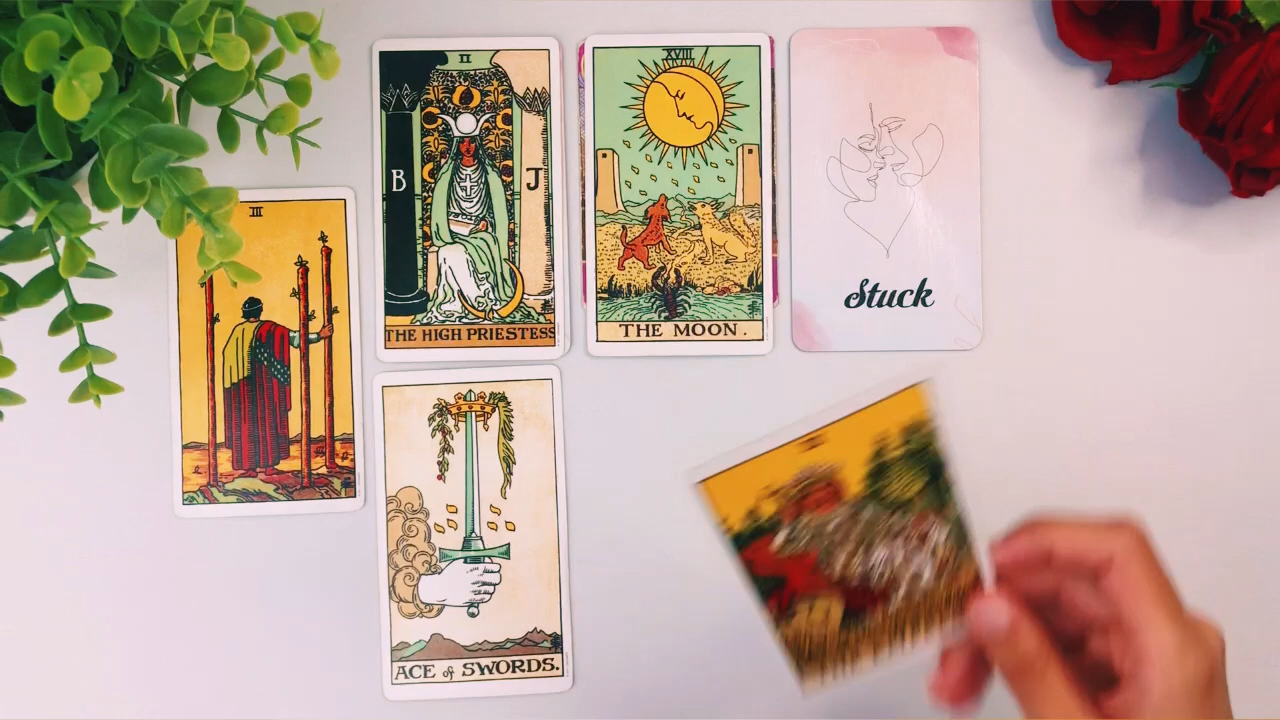 III
II
B
J
THE HIGH PRIESTESS
XVIII
THE MOON.
Stuck
ACE of SWORDS.